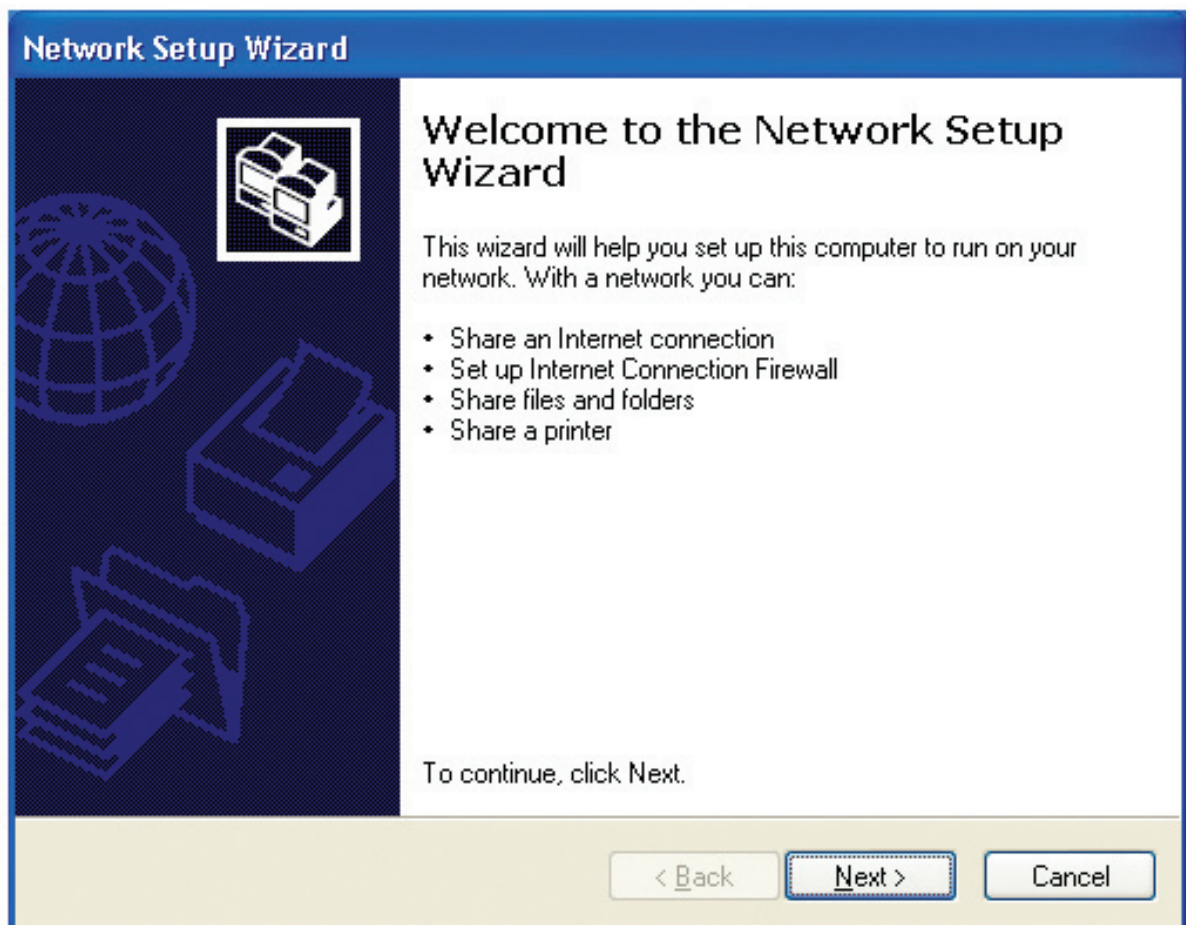 Network Setup Wizard
Welcome to the Network Setup
Wizard
This wizard will help you set up this computer to run on your
network. With a network you can:
• Share an Internet connection
• Set up Internet Connection Firewall
• Share files and folders
• Share a printer
To continue, click Next.
< Back Next > Cancel